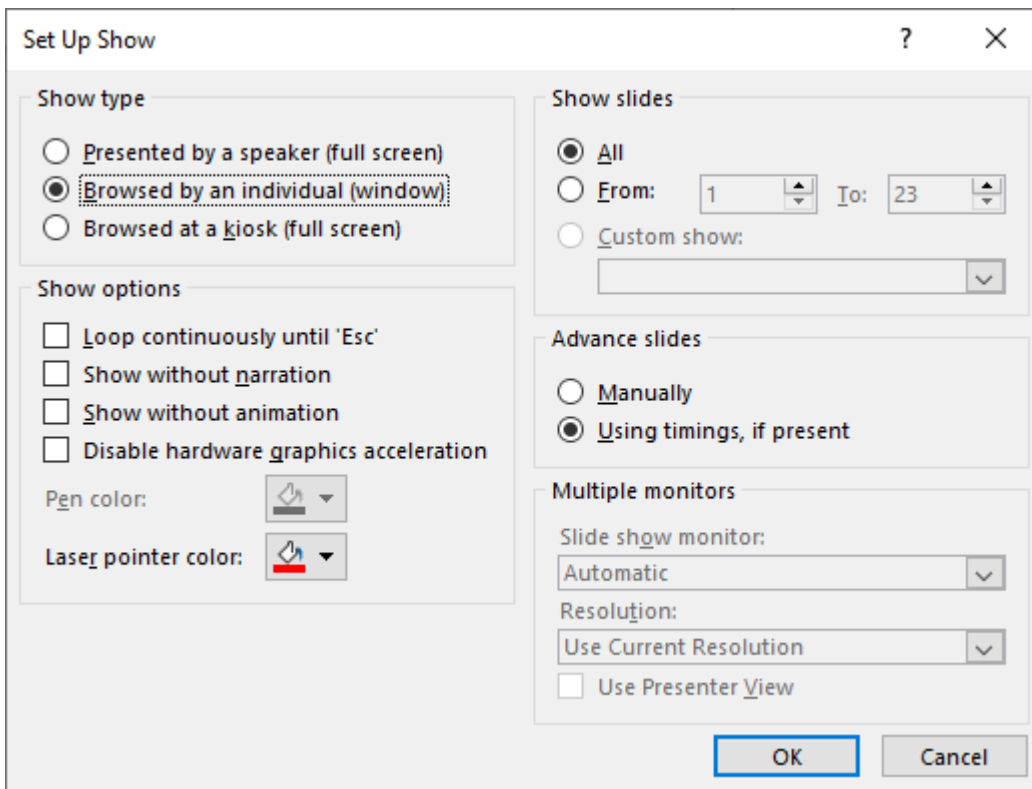 Set Up Show
Show type
Presented by a speaker (full screen)
Browsed by an individual (window)
Browsed at a kiosk (full screen)
Show options
Loop continuously until 'Esc'
Show without narration
Show without animation
Disable hardware graphics acceleration
Pen color:
Laser pointer color:
Show slides
All
From: 1 To: 23
Custom show:
Advance slides
Manually
Using timings, if present
Multiple monitors
Slide show monitor:
Automatic
Resolution:
Use Current Resolution
Use Presenter View
OK Cancel